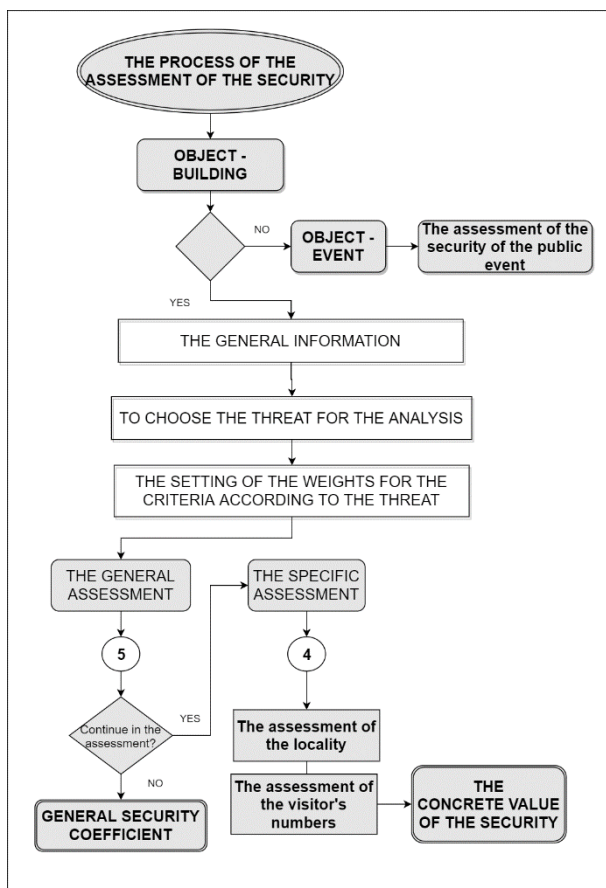 THE PROCESS OF THE
ASSESSMENT OF THE SECURITY
OBJECT -
BUILDING
NO
OBJECT -
EVENT
The assessment of the
security of the public
event
YES
THE GENERAL INFORMATION
TO CHOOSE THE THREAT FOR THE ANALYSIS
THE SETTING OF THE WEIGHTS FOR THE
CRITERIA ACCORDING TO THE THREAT
THE GENERAL
ASSESSMENT
THE SPECIFIC
ASSESSMENT
5
4
Continue in the
assessment?
YES
NO
The assessment of
the locality
The assessment of
the visitor's
numbers
GENERAL SECURITY
COEFFICIENT
THE
CONCRETE VALUE
OF THE SECURITY